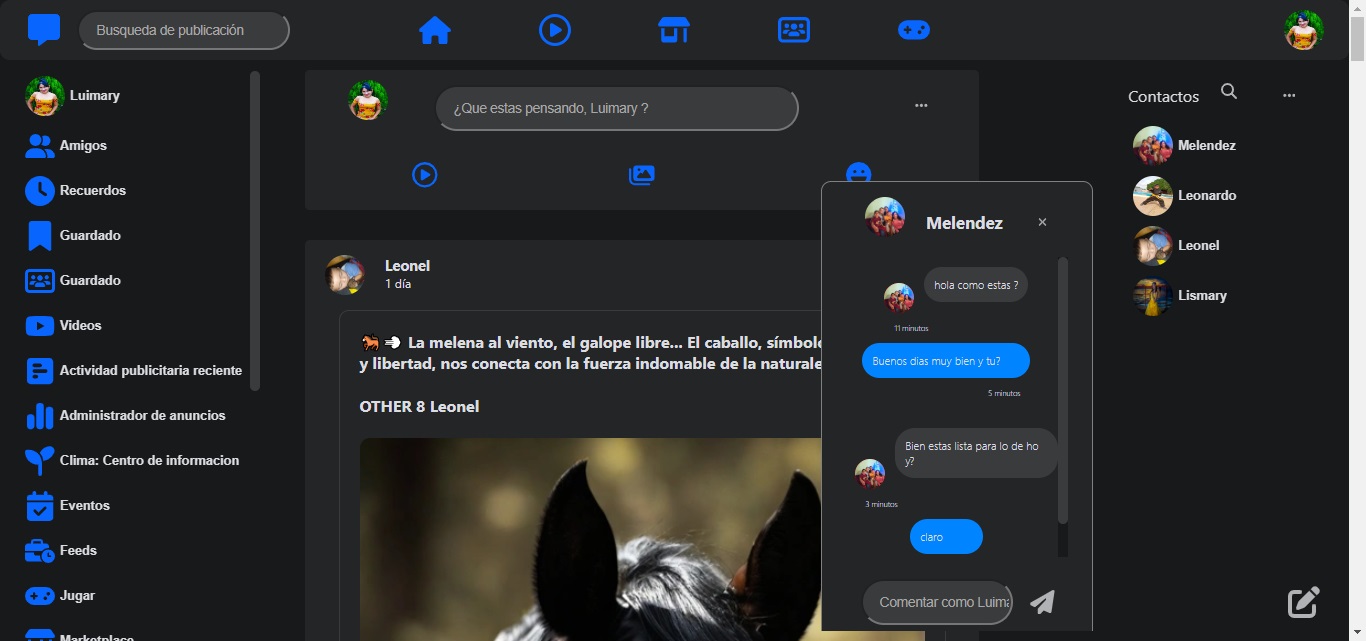 Busqueda de publicación
Luimary
Amigos
Recuerdos
Guardado
Guardado
Videos
Actividad publicitaria reciente
Administrador de anuncios
Clima: Centro de informacion
Eventos
Feeds
Jugar
Marketplace
¿Que estas pensando, Luimary ?
Leonel
1 día
La melena al viento, el galope libre... El caballo, símbolo
y libertad, nos conecta con la fuerza indomable de la naturale
OTHER 8 Leonel
Melendez
×
hola como estas ?
11 minutos
Buenos dias muy bien y tu?
5 minutos
Bien estas lista para lo de ho
y?
3 minutos
claro
Comentar como Luima
Contactos
Melendez
Leonardo
Leonel
Lismary